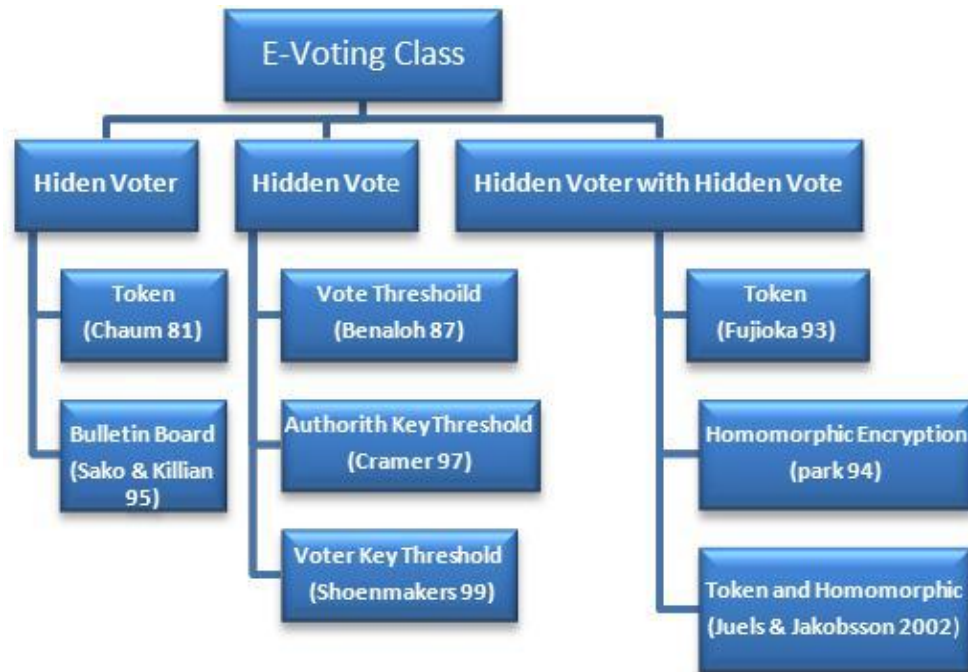 E-Voting Class
Hiden Voter
Hidden Vote
Hidden Voter with Hidden Vote
Token
(Chaum 81)
Bulletin Board
(Sako & Killian
95)
Vote Threshoild
(Benaloh 87)
Authorith Key Threshold
(Cramer 97)
Voter Key Threshold
(Shoenmakers 99)
Token
(Fujioka 93)
Homomorphic Encryption
(park 94)
Token and Homomorphic
(Juels & Jakobsson 2002)